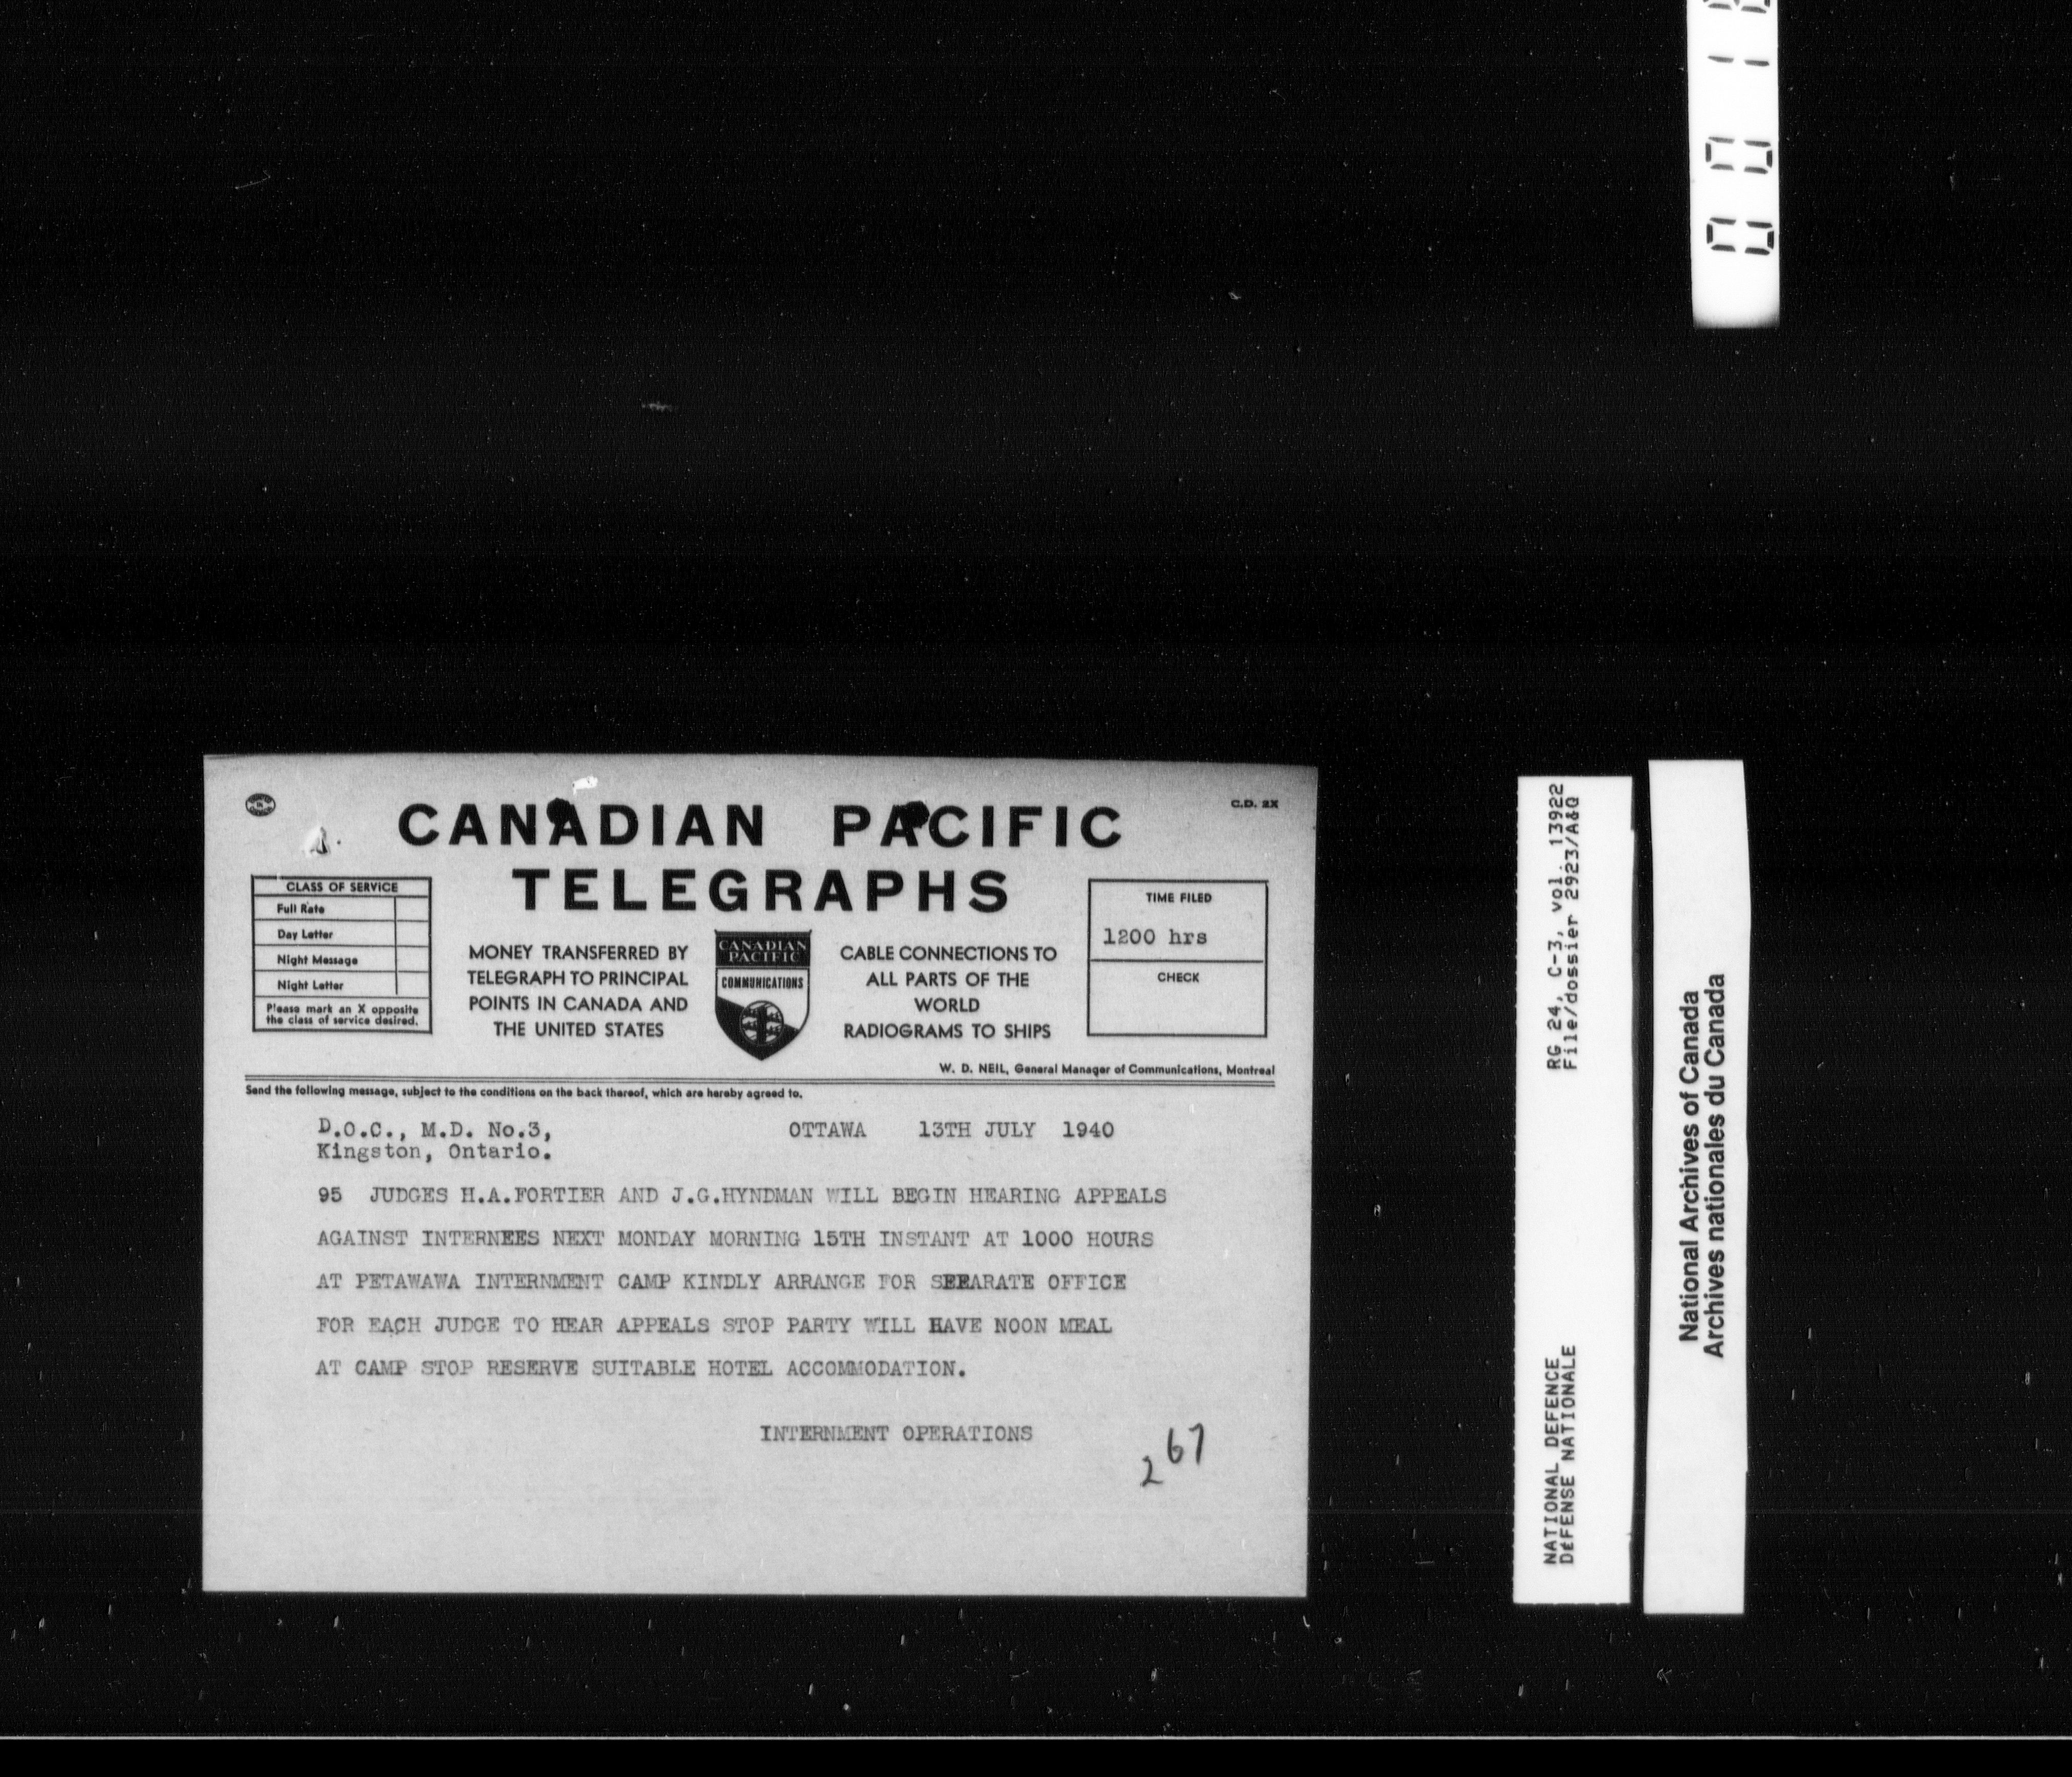 CANADIAN PACIFIC
TELEGRAPHS
C.D. 2X
CLASS OF SERVICE
Full Rate
Day Letter
Night Message
Night Letter
Please mark an X opposite
the class of service desired.
MONEY TRANSFERRED BY
TELEGRAPH TO PRINCIPAL
POINTS IN CANADA AND
THE UNITED STATES
CANADIAN
PACIFIC
COMMUNICATIONS
CABLE CONNECTIONS TO
ALL PARTS OF THE
WORLD
RADIOGRAMS TO SHIPS
TIME FILED
1200 hrs
CHECK
W. D. NEIL, General Manager of Communications, Montreal
Send the following message, subject to the conditions on the back thereof, which are hereby agreed to.
D.O.C., M.D. No.3, OTTAWA 13TH JULY 1940
Kingston, Ontario.
95 JUDGES H.A.FORTIER AND J.G.HYNDMAN WILL BEGIN HEARING APPEALS
AGAINST INTERNEES NEXT MONDAY MORNING 15TH INSTANT AT 1000 HOURS
AT PETAWAWA INTERNMENT CAMP KINDLY ARRANGE FOR SEEARATE OFFICE
FOR EACH JUDGE TO HEAR APPEALS STOP PARTY WILL HAVE NOON MEAL
AT CAMP STOP RESERVE SUITABLE HOTEL ACCOMMODATION.
INTERNMENT OPERATIONS
2 67
NATIONAL DEFENCE RG 24, C-3, vol. 13922
DéFENSE NATIONALE File/dossier 2923/A&Q
National Archives of Canada
Archives nationales du Canada